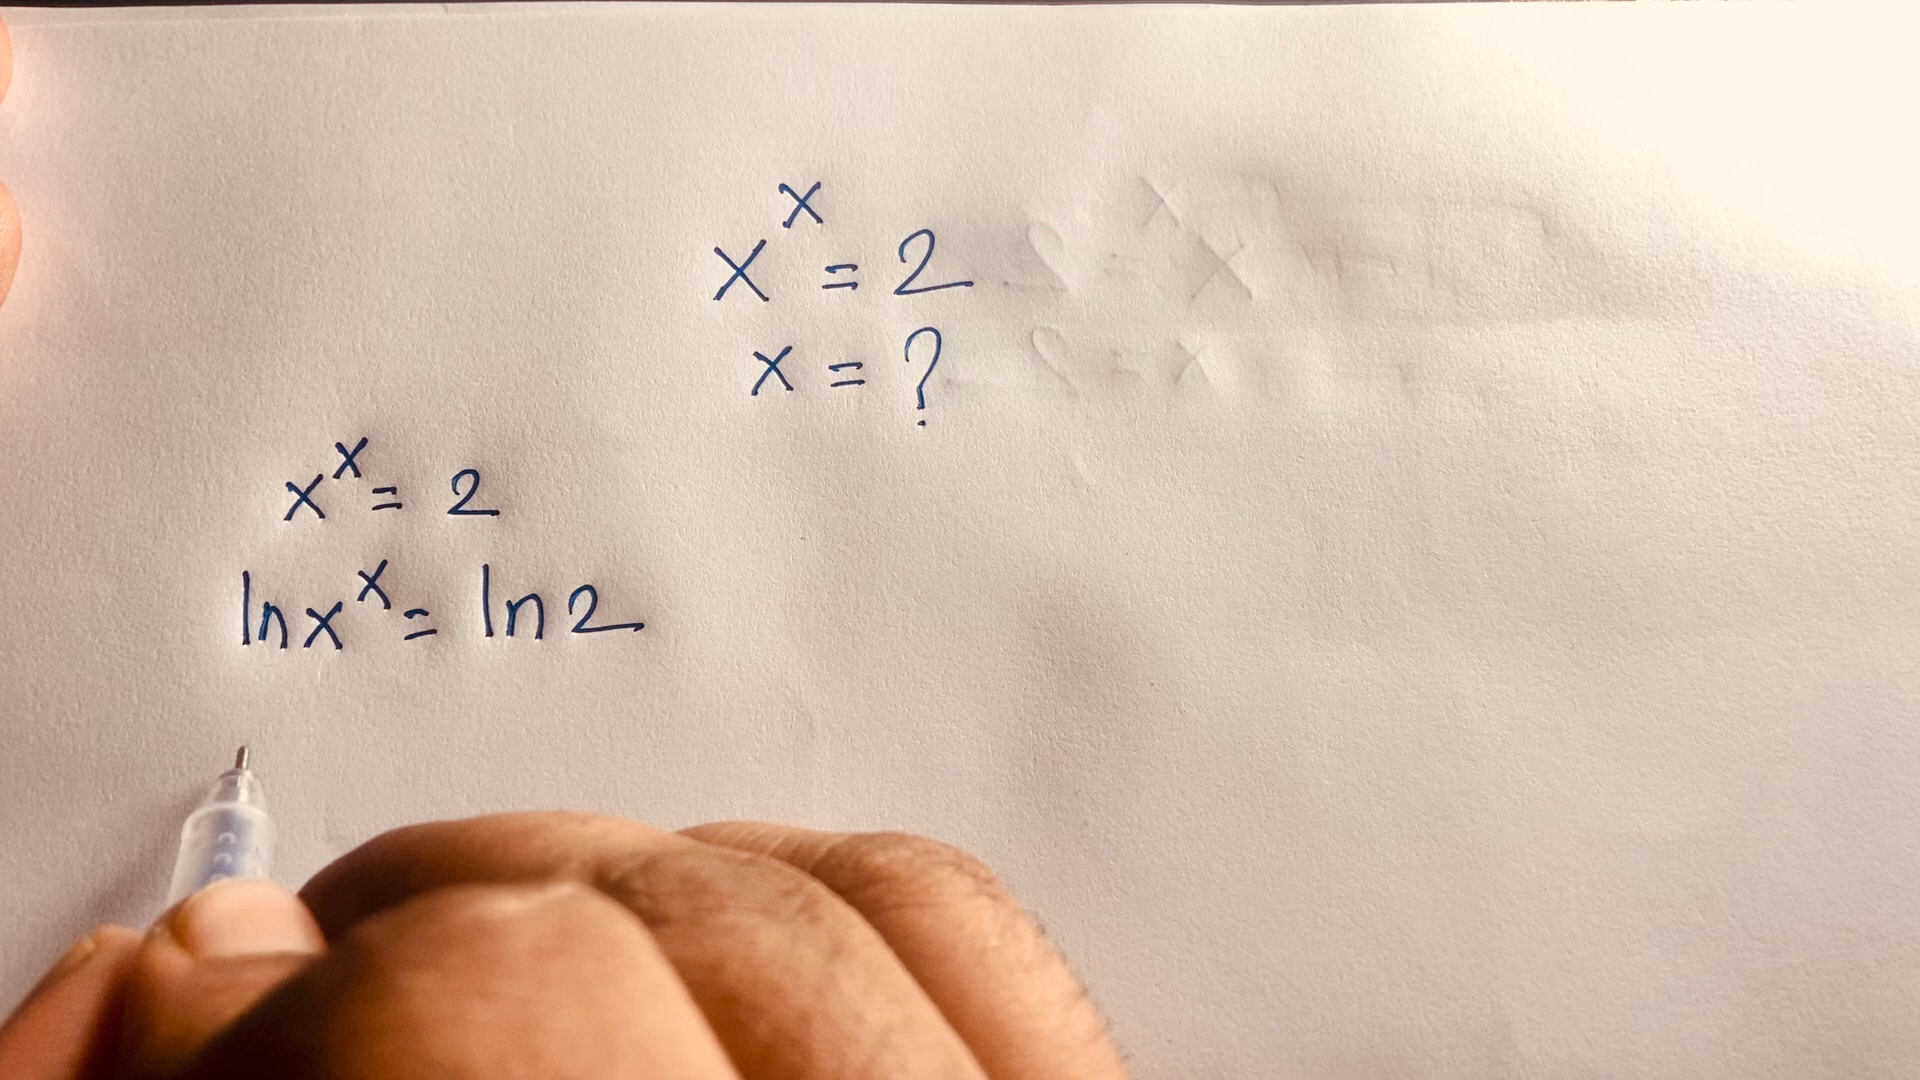 x^x = 2
x = ?
x^x = 2
ln x^x = ln 2